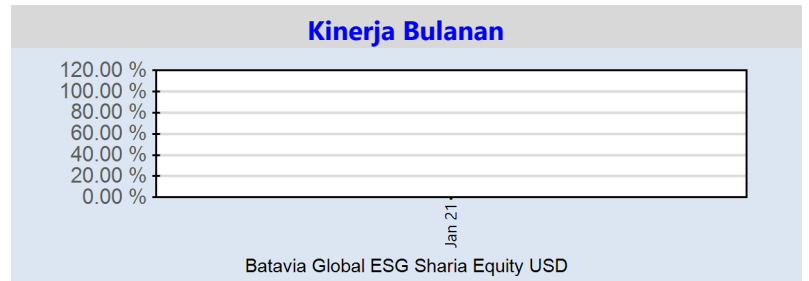 Kinerja Bulanan
120.00 %
100.00 %
80.00 %
60.00 %
40.00 %
20.00 %
0.00 %
Jan 21
Batavia Global ESG Sharia Equity USD